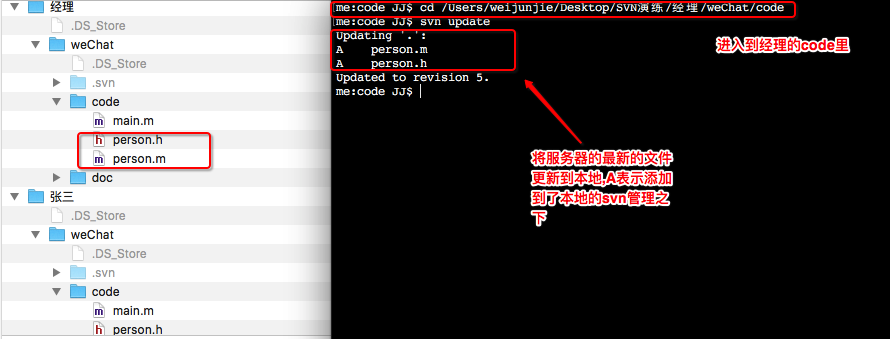 经理
.DS_Store
weChat
.DS_Store
.svn
code
main.m
person.h
person.m
doc
张三
.DS_Store
weChat
.DS_Store
.svn
code
main.m
person.h
me:code JJ$ cd /Users/weijunjie/Desktop/SVN演练/经理/weChat/code
me:code JJ$ svn update
Updating '.':
A person.m
A person.h
Updated to revision 5.
me:code JJ$
进入到经理的code里
将服务器的最新的文件
更新到本地,A表示添加
到了本地的svn管理之
下